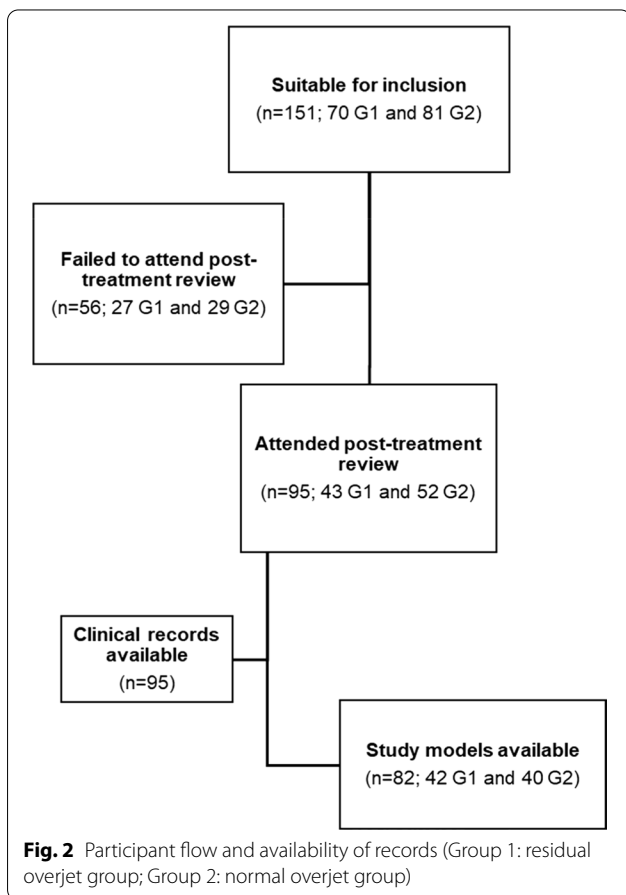 Suitable for inclusion
(n=151; 70 G1 and 81 G2)
Failed to attend post-
treatment review
(n=56; 27 G1 and 29 G2)
Attended post-treatment
review
(n=95; 43 G1 and 52 G2)
Clinical records
available
(n=95)
Study models available
(n=82; 42 G1 and 40 G2)
Fig. 2 Participant flow and availability of records (Group 1: residual
overjet group; Group 2: normal overjet group)